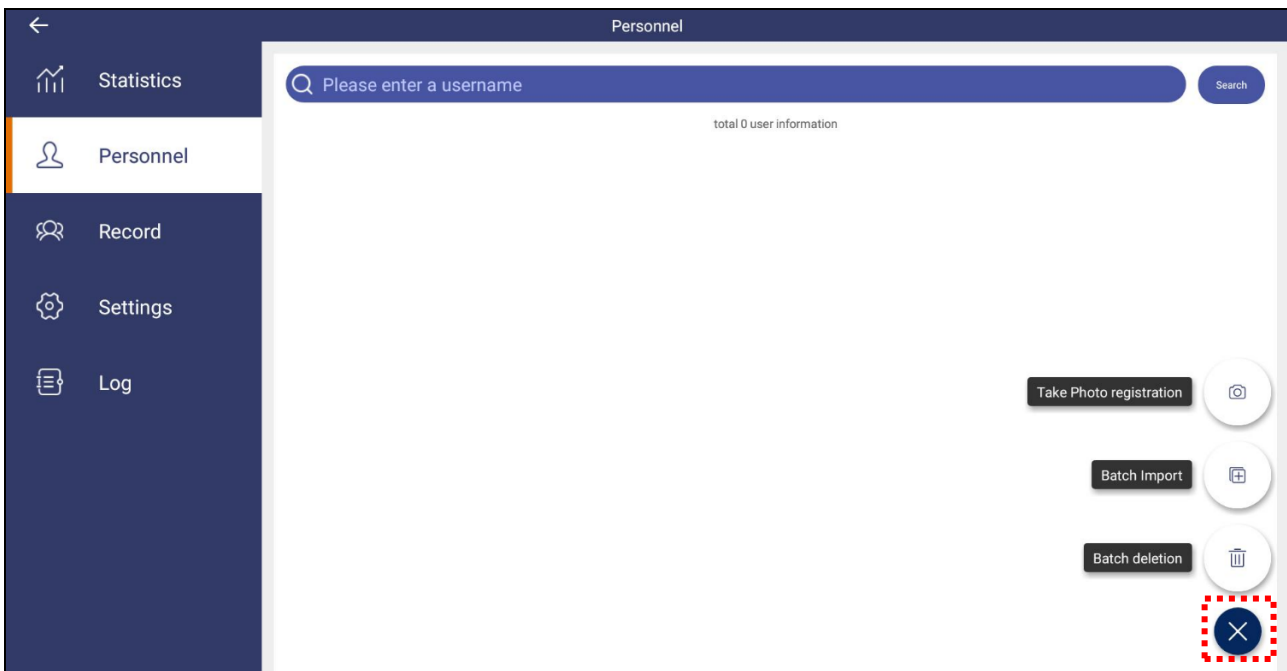 Personnel
Statistics
Personnel
Record
Settings
Log
Please enter a username
Search
total 0 user information
Take Photo registration
Batch Import
Batch deletion